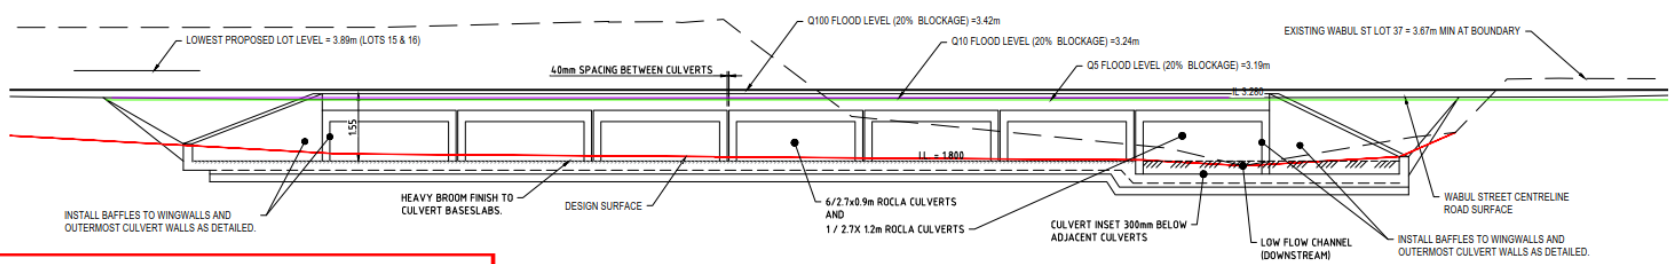 Q100 FLOOD LEVEL (20% BLOCKAGE) =3.42m
LOWEST PROPOSED LOT LEVEL = 3.89m (LOTS 15 & 16)
Q10 FLOOD LEVEL (20% BLOCKAGE) =3.24m
EXISTING WABUL ST LOT 37 = 3.67m MIN AT BOUNDARY
40mm SPACING BETWEEN CULVERTS
Q5 FLOOD LEVEL (20% BLOCKAGE) =3.19m
IL 3.280
1.55
I.L = 1.800
HEAVY BROOM FINISH TO
CULVERT BASESLABS.
DESIGN SURFACE
6/2.7x0.9m ROCLA CULVERTS
AND
1 / 2.7X 1.2m ROCLA CULVERTS
CULVERT INSET 300mm BELOW
ADJACENT CULVERTS
WABUL STREET CENTRELINE
ROAD SURFACE
INSTALL BAFFLES TO WINGWALLS AND
OUTERMOST CULVERT WALLS AS DETAILED.
LOW FLOW CHANNEL
(DOWNSTREAM)
INSTALL BAFFLES TO WINGWALLS AND
OUTERMOST CULVERT WALLS AS DETAILED.